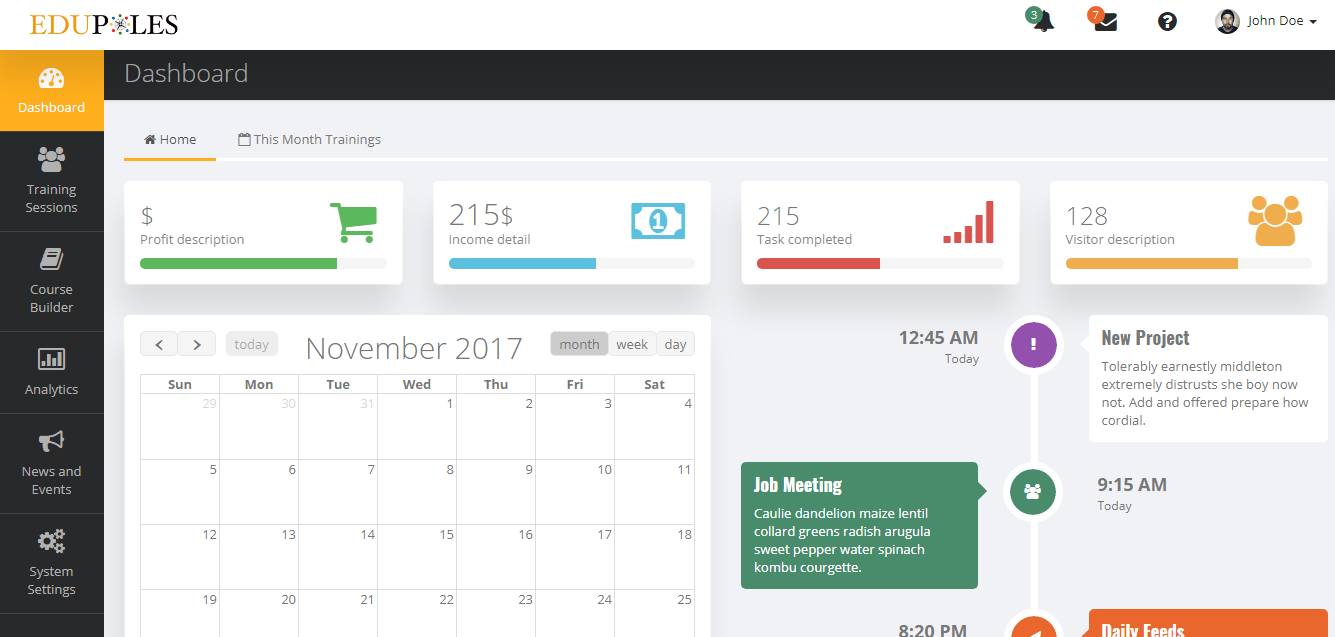 EDUPOLES
3
7
?
John Doe
Dashboard
Training
Sessions
Course
Builder
Analytics
News and
Events
System
Settings
Dashboard
Home
This Month Trainings
$
Profit description
215$
Income detail
1
215
Task completed
128
Visitor description
today
November 2017
month
week
day
Sun Mon Tue Wed Thu Fri Sat
29 30 31 1 2 3 4
5 6 7 8 9 10 11
12 13 14 15 16 17 18
19 20 21 22 23 24 25
12:45 AM
Today
!
New Project
Tolerably earnestly middleton
extremely distrusts she boy now
not. Add and offered prepare how
cordial.
Job Meeting
Caulie dandelion maize lentil
collard greens radish arugula
sweet pepper water spinach
kombu courgette.
9:15 AM
Today
8:20 PM
Daily Feeds